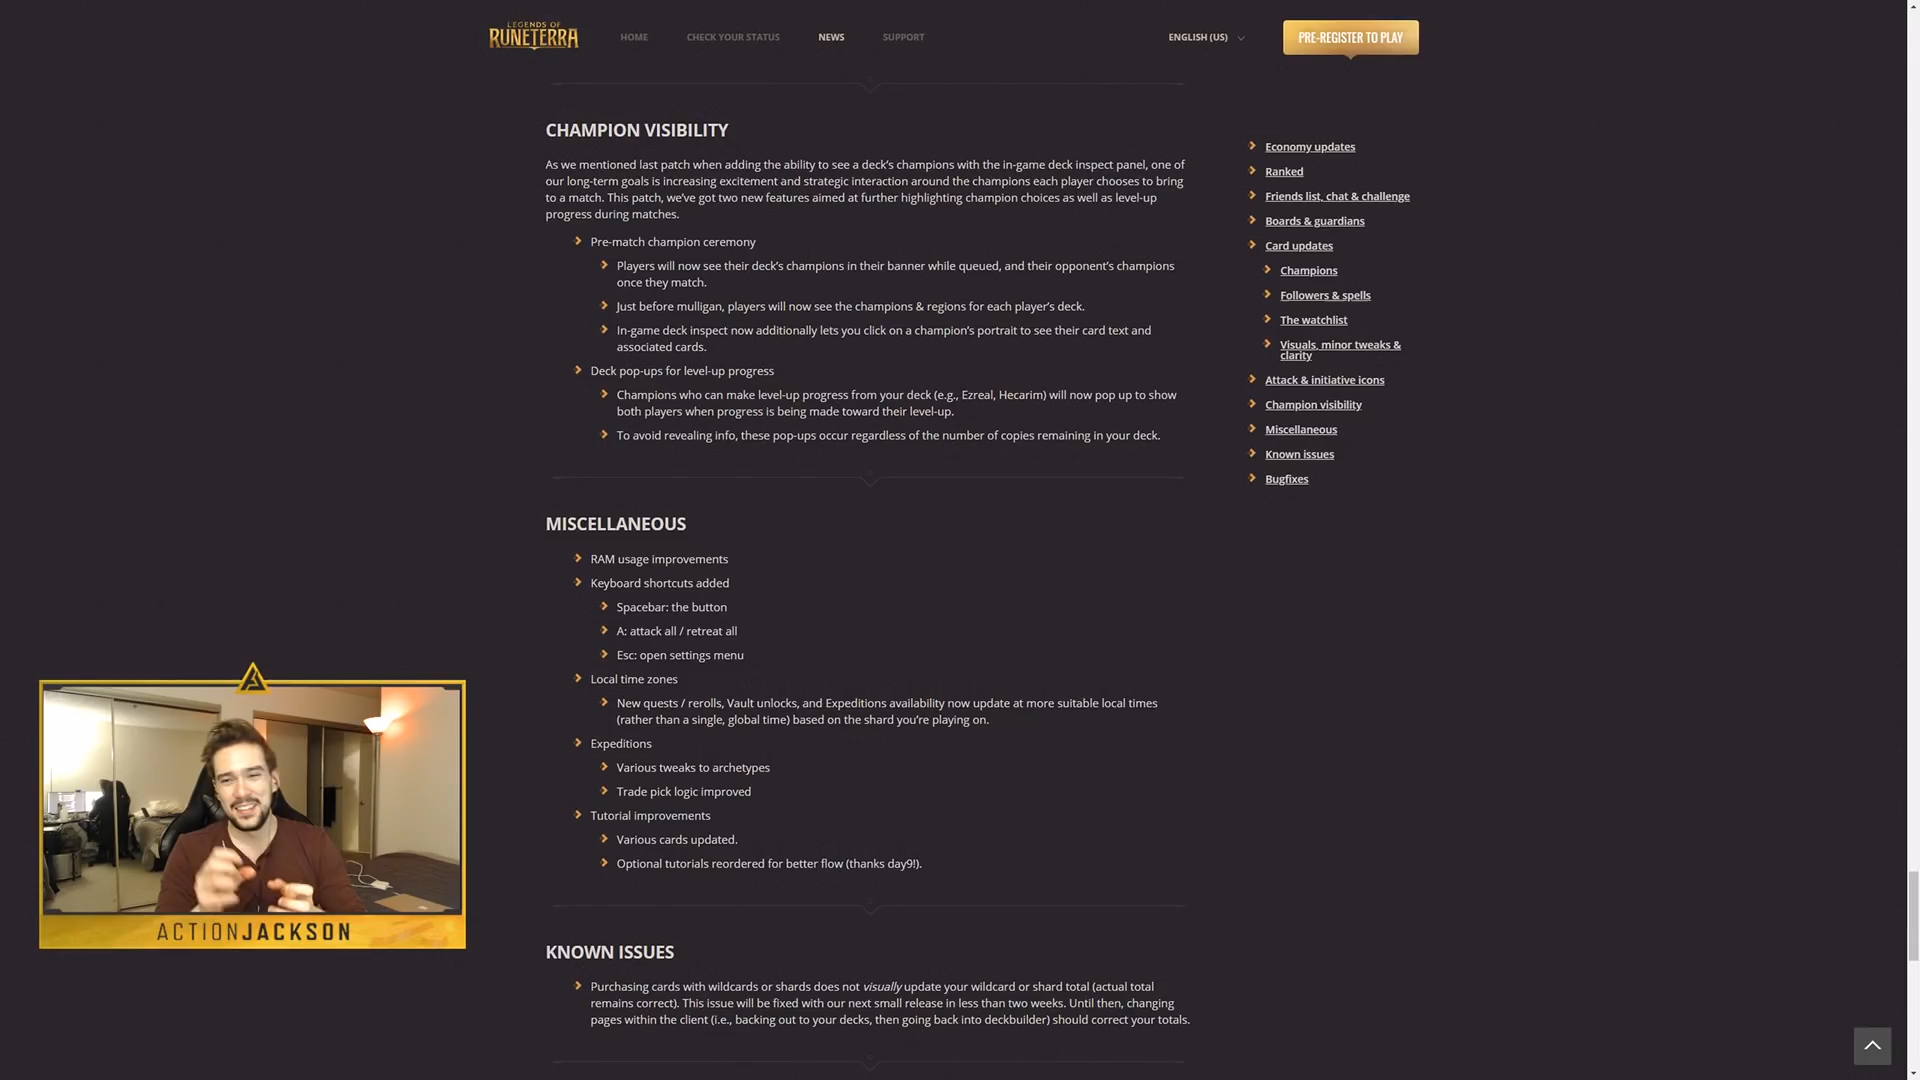 LEGENDS OF
RUNETERRA
HOME
CHECK YOUR STATUS
NEWS
SUPPORT
ENGLISH (US)
PRE-REGISTER TO PLAY
CHAMPION VISIBILITY
As we mentioned last patch when adding the ability to see a deck's champions with the in-game deck inspect panel, one of
our long-term goals is increasing excitement and strategic interaction around the champions each player chooses to bring
to a match. This patch, we've got two new features aimed at further highlighting champion choices as well as level-up
progress during matches.
Pre-match champion ceremony
Players will now see their deck's champions in their banner while queued, and their opponent's champions
once they match.
Just before mulligan, players will now see the champions & regions for each player's deck.
In-game deck inspect now additionally lets you click on a champion's portrait to see their card text and
associated cards.
Deck pop-ups for level-up progress
Champions who can make level-up progress from your deck (e.g., Ezreal, Hecarim) will now pop up to show
both players when progress is being made toward their level-up.
To avoid revealing info, these pop-ups occur regardless of the number of copies remaining in your deck.
MISCELLANEOUS
RAM usage improvements
Keyboard shortcuts added
Spacebar: the button
A: attack all / retreat all
Esc: open settings menu
Local time zones
New quests / rerolls, Vault unlocks, and Expeditions availability now update at more suitable local times
(rather than a single, global time) based on the shard you're playing on.
Expeditions
Various tweaks to archetypes
Trade pick logic improved
Tutorial improvements
Various cards updated.
Optional tutorials reordered for better flow (thanks day9!).
KNOWN ISSUES
Purchasing cards with wildcards or shards does not visually update your wildcard or shard total (actual total
remains correct). This issue will be fixed with our next small release in less than two weeks. Until then, changing
pages within the client (i.e., backing out to your decks, then going back into deckbuilder) should correct your totals.
Economy updates
Ranked
Friends list, chat & challenge
Boards & guardians
Card updates
Champions
Followers & spells
The watchlist
Visuals, minor tweaks &
clarity
Attack & initiative icons
Champion visibility
Miscellaneous
Known issues
Bugfixes
ACTIONJACKSON